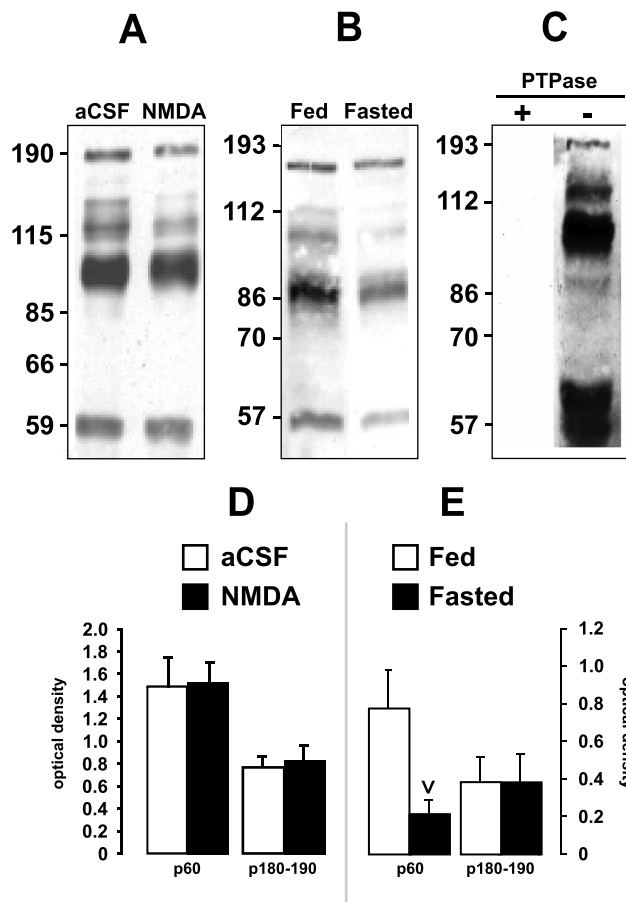 A
B
C
PTPase
aCSF NMDA
Fed Fasted
+ -
190
115
85
66
59
193
112
86
70
57
193
112
86
70
57
D
E
aCSF
NMDA
Fed
Fasted
optical density
2.0
1.8
1.6
1.4
1.2
1.0
0.8
0.6
0.4
0.2
0
p60 p180-190
v
p60 p180-190
1.2
1.0
0.8
0.6
0.4
0.2
0
optical density